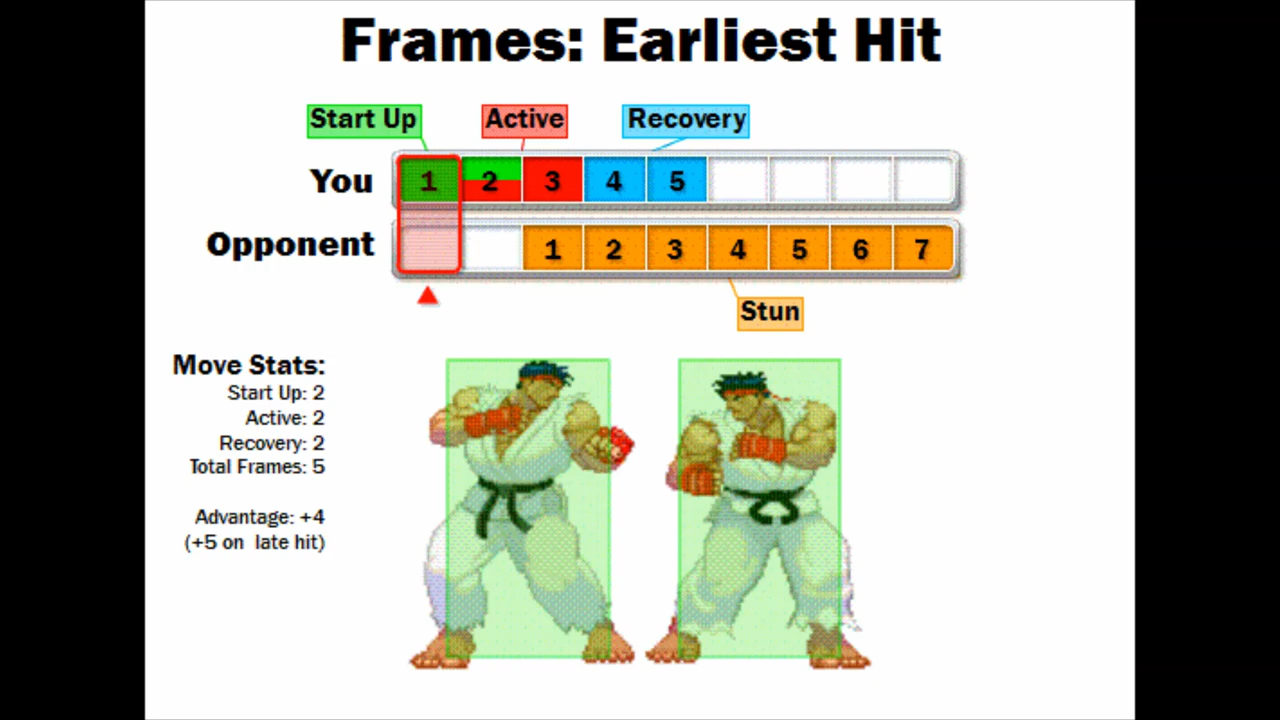 Frames: Earliest Hit
Start Up Active Recovery
You 1 2 3 4 5
Opponent 1 2 3 4 5 6 7
Stun
Move Stats:
Start Up: 2
Active: 2
Recovery: 2
Total Frames: 5
Advantage: +4
(+5 on late hit)